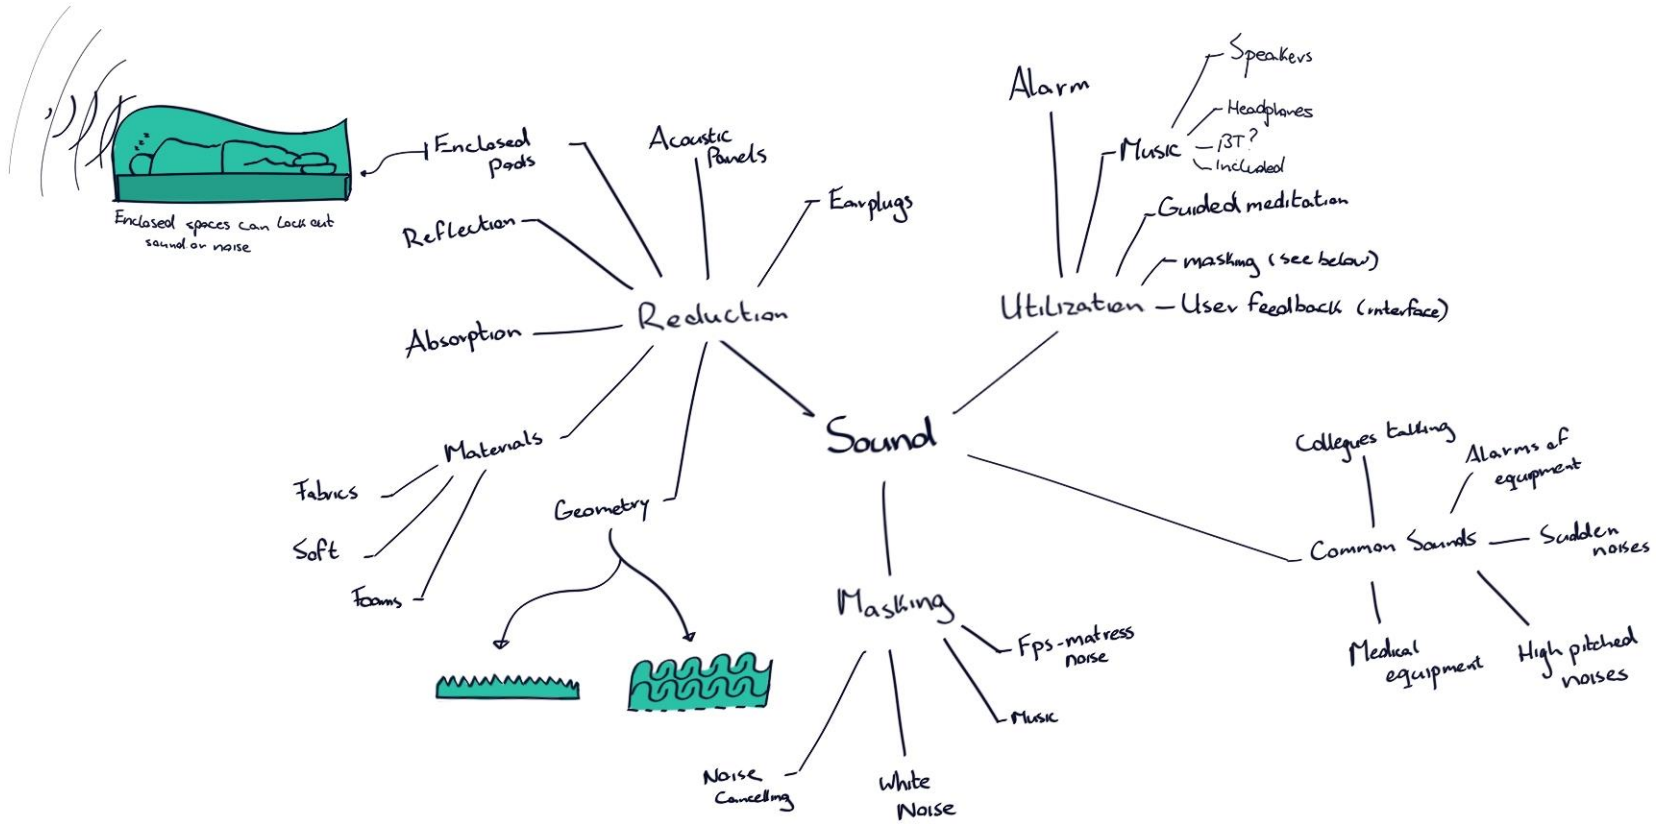 Enclosed
pods
Enclosed spaces can lock out
sound or noise
Acoustic
Panels
Reflection
Earplugs
Absorption
Reduction
Materials
Fabrics
Soft
Foams
Geometry
Alarm
Speakers
Headphones
Music
BT?
Included
Guided meditation
masking (see below)
Utilization
User feedback (interface)
Sound
Collegues talking
Alarms of
equipment
Common Sounds
Sudden
noises
Medical
equipment
High pitched
noises
Masking
Fps-matress
noise
Music
Noise
Cancelling
White
Noise